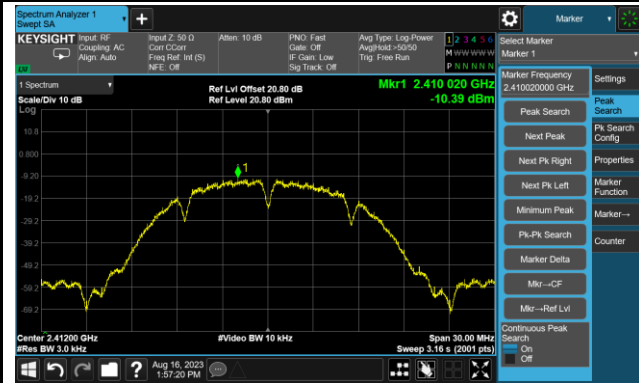 Spectrum Analyzer 1
Swept SA
+
Marker
KEYSIGHT
Input: RF
Coupling: AC
Align: Auto
Input Z: 50 Ω
Corr CCorr
Freq Ref: Int (S)
NFE: Off
Atten: 10 dB
PNO: Fast
Gate: Off
IF Gain: Low
Sig Track: Off
Avg Type: Log-Power
Avg|Hold:>50/50
Trig: Free Run
1 2 3 4 5 6
M W W W W W
P N N N N N
Select Marker
Marker 1
1 Spectrum
Scale/Div 10 dB
Log
Ref Lvl Offset 20.80 dB
Ref Level 20.80 dBm
Mkr1 2.410 020 GHz
-10.39 dBm
10.8
0.800
-9.20
-19.2
-29.2
-39.2
-49.2
-59.2
-69.2
1
Center 2.41200 GHz
#Res BW 3.0 kHz
#Video BW 10 kHz
Span 30.00 MHz
Sweep 3.16 s (2001 pts)
Marker Frequency
2.410020000 GHz
Peak Search
Next Peak
Next Pk Right
Next Pk Left
Minimum Peak
Pk-Pk Search
Marker Delta
Mkr→CF
Mkr→Ref Lvl
Continuous Peak
Search
On
Off
Settings
Peak
Search
Pk Search
Config
Properties
Marker
Function
Marker→
Counter
?
Aug 16, 2023
1:57:20 PM